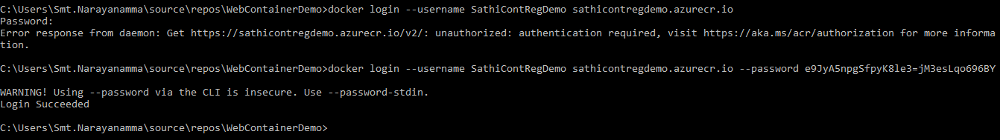 C:\Users\Smt.Narayanamma\source\repos\WebContainerDemo>docker login --username SathiContRegDemo sathicontregdemo.azurecr.io
Password:
Error response from daemon: Get https://sathicontregdemo.azurecr.io/v2/: unauthorized: authentication required, visit https://aka.ms/acr/authorization for more informa
tion.
C:\Users\Smt.Narayanamma\source\repos\WebContainerDemo>docker login --username SathiContRegDemo sathicontregdemo.azurecr.io --password e9JyA5npgSfpyK8le3=jM3esLqo696BY
WARNING! Using --password via the CLI is insecure. Use --password-stdin.
Login Succeeded
C:\Users\Smt.Narayanamma\source\repos\WebContainerDemo>